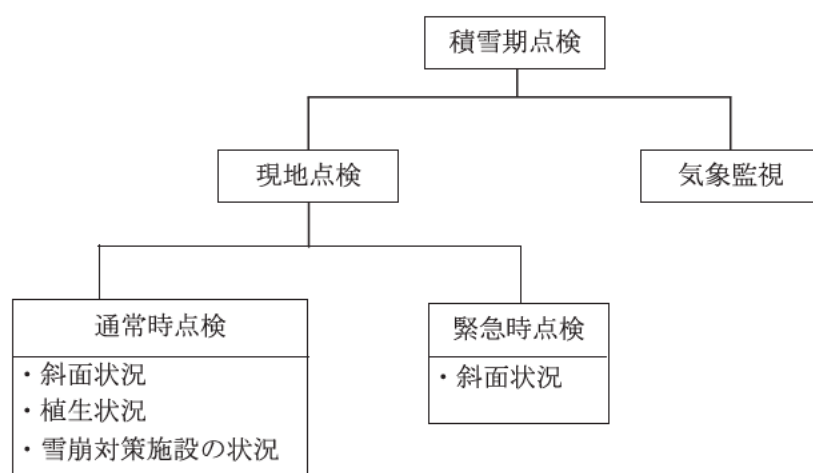 積雪期点検
現地点検
気象監視
通常時点検
・斜面状況
・植生状況
・雪崩対策施設の状況
緊急時点検
・斜面状況